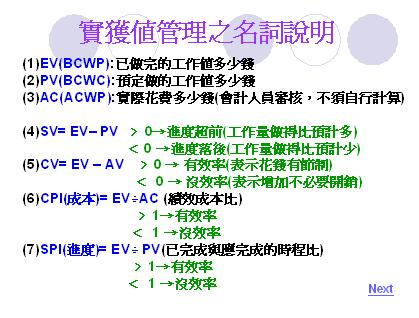 實獲値管理之名詞說明
(1)EV(BCWP):已做完的工作値多少錢
(2)PV(BCWC):預定做的工作値多少錢
(3)AC(ACWP):實際花費多少錢(會計人員審核，不須自行計算)
(4)SV= EV– PV > 0→進度超前(工作量做得比預計多)
< 0→進度落後(工作量做得比預計少)
(5)CV= EV – AV > 0 → 有效率(表示花錢有節制)
< 0 → 沒效率(表示增加不必要開銷)
(6)CPI(成本)= EV÷AC (績效成本比)
> 1→有效率
< 1 →沒效率
(7)SPI(進度)= EV÷ PV(已完成與應完成的時程比)
> 1→有效率
< 1 →沒效率
Next